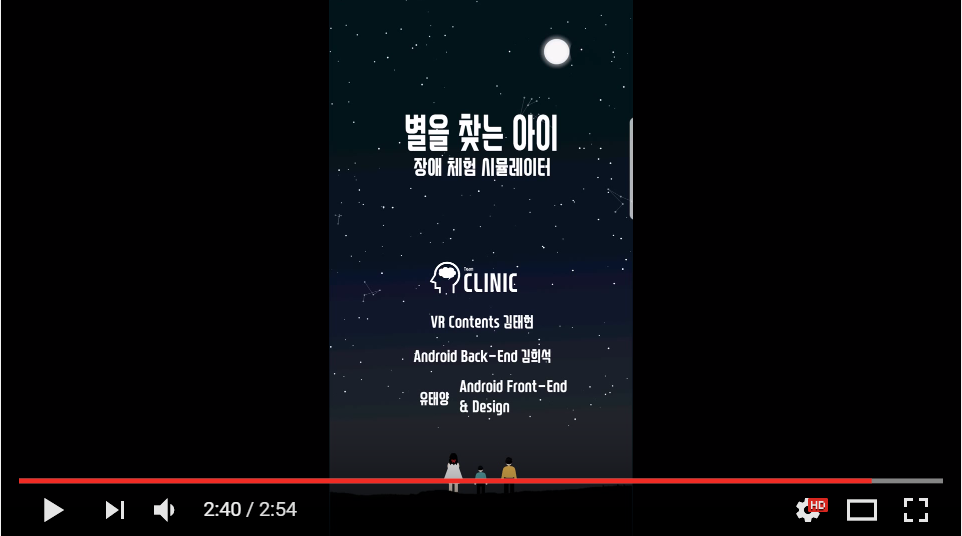 별을 찾는 아이
장애 체험 시뮬레이터
Team
CLINIC
VR Contents 김태현
Android Back-End 김희석
유태양 Android Front-End
& Design
2:40 / 2:54
HD